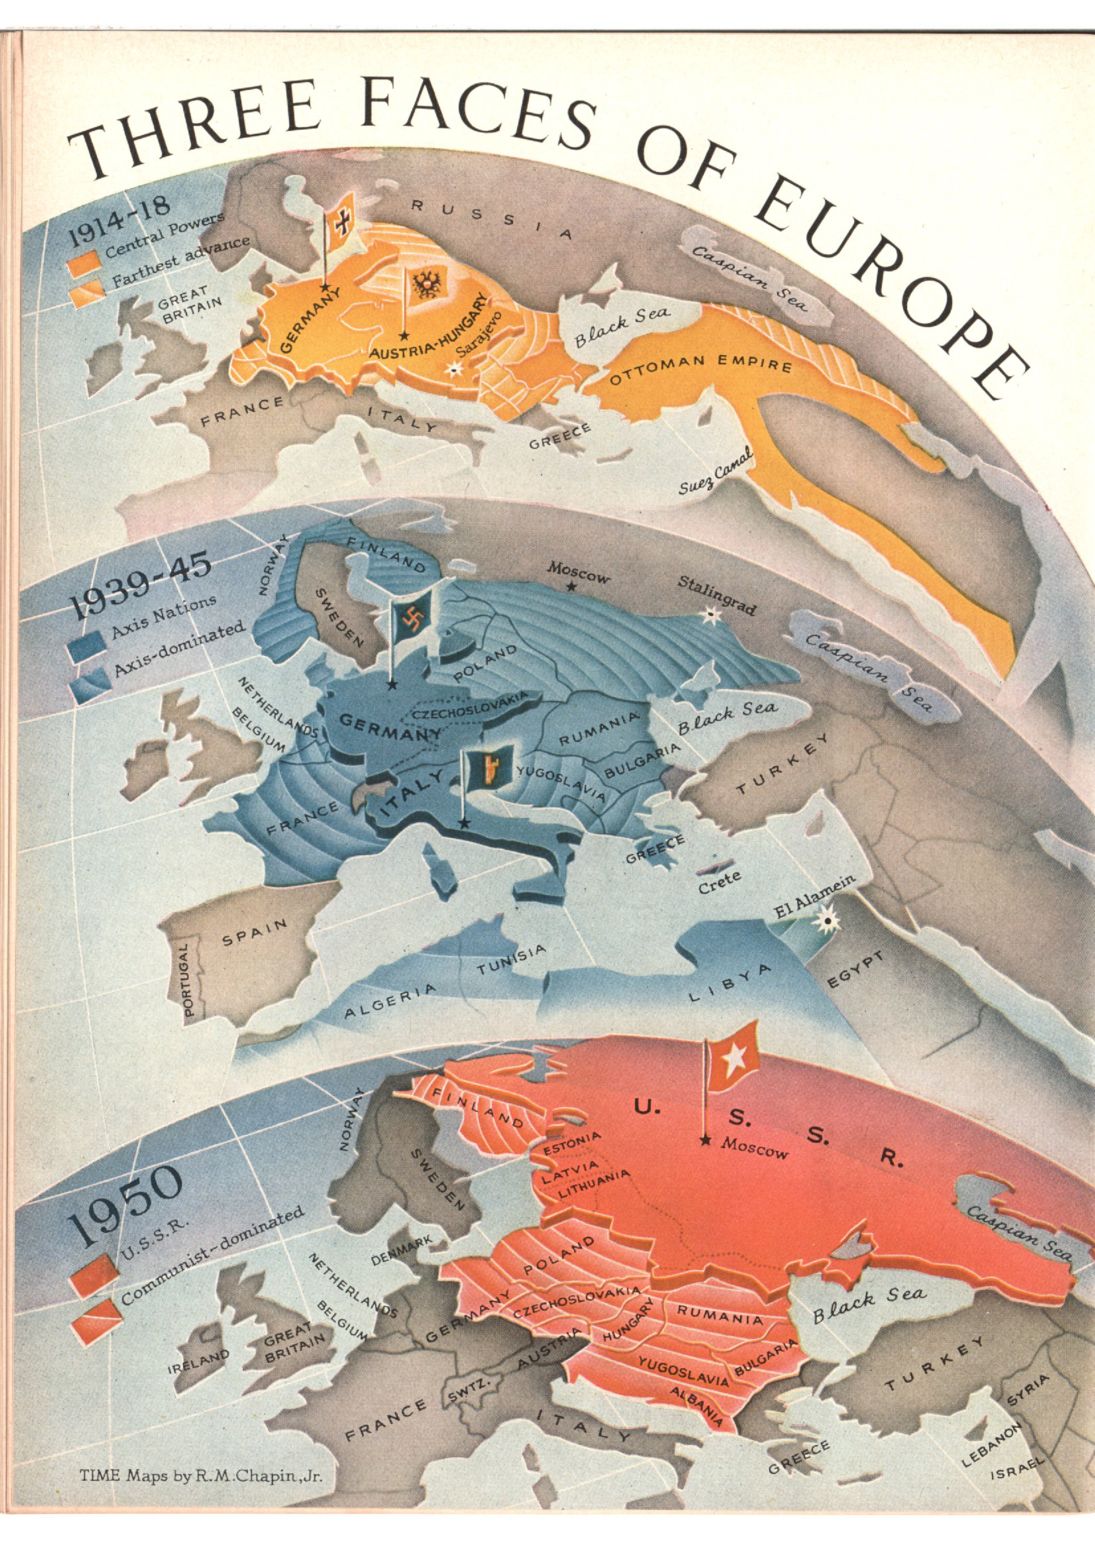 THREE FACES OF EUROPE
1914-18
Central Powers
Farthest advance
GREAT
BRITAIN
RUSSIA
Caspian Sea
GERMANY
AUSTRIA-HUNGARY
Sarajevo
Black Sea
OTTOMAN EMPIRE
FRANCE
ITALY
GREECE
Suez Canal
1939-45
Axis Nations
Axis-dominated
NORWAY
FINLAND
SWEDEN
Moscow
Stalingrad
Caspian Sea
POLAND
NETHERLANDS
BELGIUM
GERMANY
CZECHOSLOVAKIA
RUMANIA
Black Sea
BULGARIA
YUGOSLAVIA
TURKEY
FRANCE
ITALY
GREECE
Crete
El Alamein
SPAIN
PORTUGAL
TUNISIA
ALGERIA
LIBYA
EGYPT
1950
U.S.S.R.
Communist-dominated
NORWAY
FINLAND
SWEDEN
U. S. S. R.
Moscow
ESTONIA
LATVIA
LITHUANIA
Caspian Sea
DENMARK
NETHERLANDS
BELGIUM
POLAND
GERMANY
CZECHOSLOVAKIA
HUNGARY
RUMANIA
Black Sea
IRELAND
GREAT
BRITAIN
AUSTRIA
YUGOSLAVIA
BULGARIA
ALBANIA
SWTZ.
FRANCE
ITALY
GREECE
TURKEY
SYRIA
LEBANON
ISRAEL
TIME Maps by R.M.Chapin,Jr.